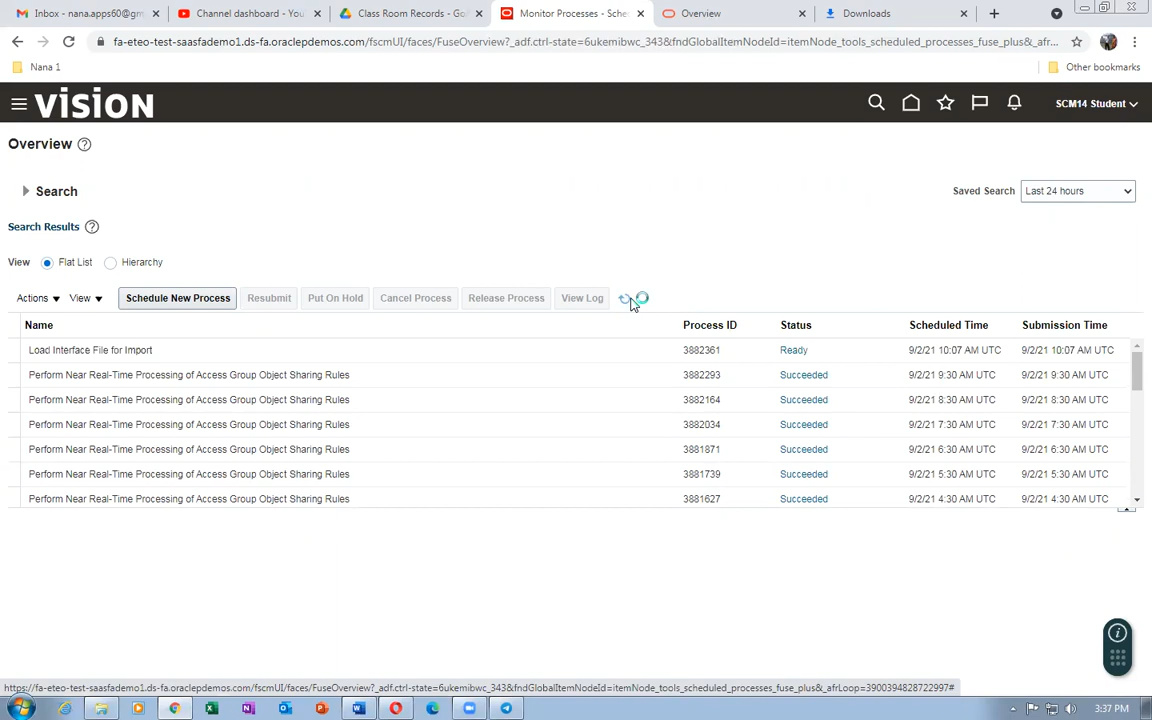 Inbox - nana.apps60@gm
Channel dashboard - You
Class Room Records - Go
Monitor Processes - Sche
Overview
Downloads
fa-eteo-test-saasfademo1.ds-fa.oraclepdemos.com/fscmUI/faces/FuseOverview?_adf.ctrl-state=6ukemibwc_343&fndGlobalItemNodeId=itemNode_tools_scheduled_processes_fuse_plus&_afr...
Nana 1
Other bookmarks
VISION
SCM14 Student
Overview
Search
Saved Search Last 24 hours
Search Results
View Flat List Hierarchy
Actions View Schedule New Process Resubmit Put On Hold Cancel Process Release Process View Log
Name Process ID Status Scheduled Time Submission Time
Load Interface File for Import 3882361 Ready 9/2/21 10:07 AM UTC 9/2/21 10:07 AM UTC
Perform Near Real-Time Processing of Access Group Object Sharing Rules 3882293 Succeeded 9/2/21 9:30 AM UTC 9/2/21 9:30 AM UTC
Perform Near Real-Time Processing of Access Group Object Sharing Rules 3882164 Succeeded 9/2/21 8:30 AM UTC 9/2/21 8:30 AM UTC
Perform Near Real-Time Processing of Access Group Object Sharing Rules 3882034 Succeeded 9/2/21 7:30 AM UTC 9/2/21 7:30 AM UTC
Perform Near Real-Time Processing of Access Group Object Sharing Rules 3881871 Succeeded 9/2/21 6:30 AM UTC 9/2/21 6:30 AM UTC
Perform Near Real-Time Processing of Access Group Object Sharing Rules 3881739 Succeeded 9/2/21 5:30 AM UTC 9/2/21 5:30 AM UTC
Perform Near Real-Time Processing of Access Group Object Sharing Rules 3881627 Succeeded 9/2/21 4:30 AM UTC 9/2/21 4:30 AM UTC
https://fa-eteo-test-saasfademo1.ds-fa.oraclepdemos.com/fscmUI/faces/FuseOverview?_adf.ctrl-state=6ukemibwc_343&fndGlobalItemNodeId=itemNode_tools_scheduled_processes_fuse_plus&_afrLoop=3900394828722997#
3:37 PM